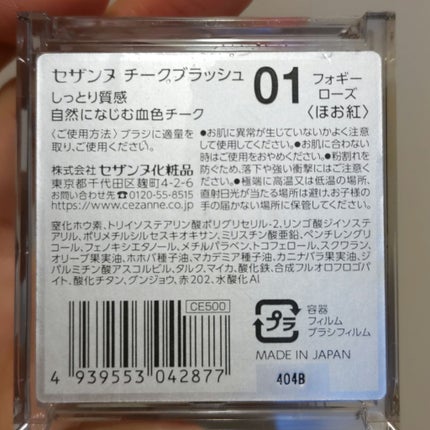 セザンヌ チークブラッシュ
しっとり質感
自然になじむ血色チーク
01
フォギー
ローズ
〈ほお紅〉
〈ご使用方法〉ブラシに適量を
取り、ご使用ください。
株式会社 セザンヌ化粧品
東京都千代田区麹町4-2-6
お問い合わせ先 0120-55-8515
https://www.cezanne.co.jp/
●お肌に異常が生じていないかよく注意
して使用してください。●お肌に合わない
時はご使用をおやめください。●粉割れを
防ぐため、落下や強い衝撃にはご注意
ください。●極端に高温又は低温の場所、
直射日光が当たる場所を避けお子様の
手の届かない場所に保管してください。
窒化ホウ素、トリイソステアリン酸ポリグリセリル-2、リンゴ酸ジイソステ
アリル、ポリメチルシルセスキオキサン、ミリスチン酸亜鉛、ペンチレングリ
コール、フェノキシエタノール、メチルパラベン、トコフェロール、スクワラン、
オリーブ果実油、ホホバ種子油、マカデミア種子油、カニナバラ果実油、ジ
パルミチン酸アスコルビル、タルク、マイカ、酸化鉄、合成フルオロフロゴパ
イト、酸化チタン、グンジョウ、赤202、水酸化Al
CE500
4 939553 042877
プラ
容器
フィルム
ブラシフィルム
MADE IN JAPAN
404B